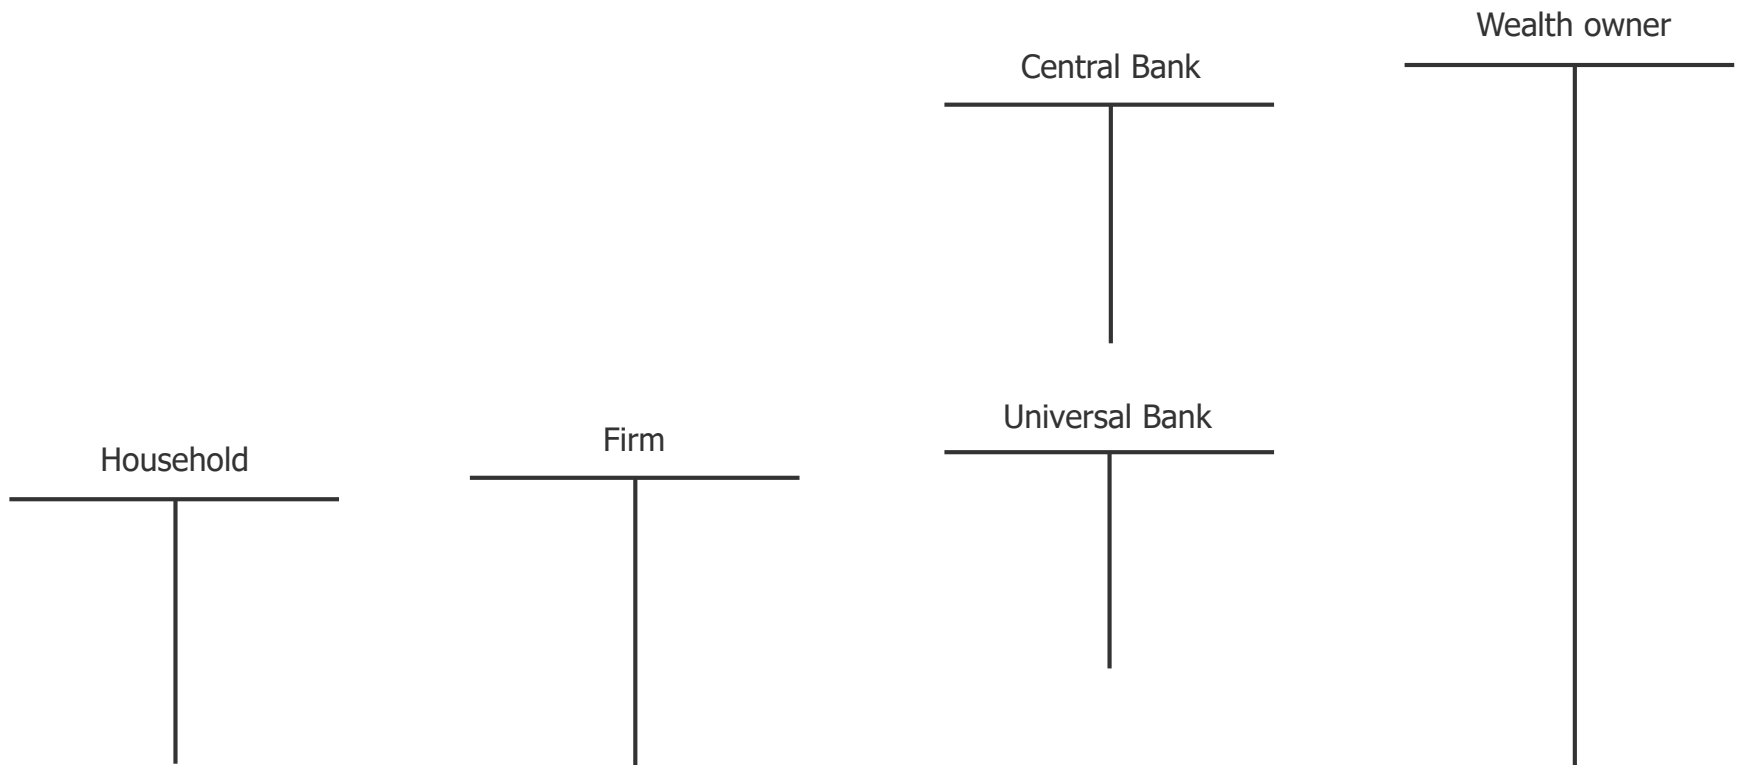 Wealth owner
Central Bank
Universal Bank
Firm
Household